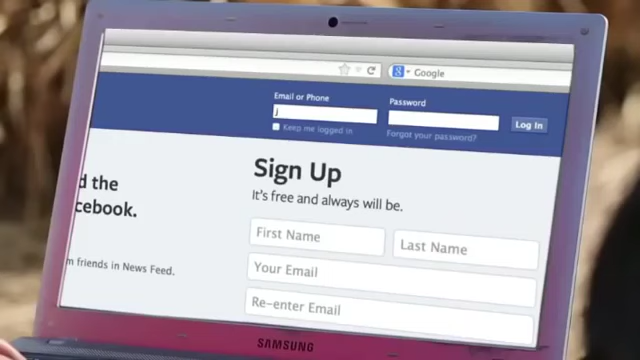 Google
Email or Phone
Password
j
Log In
Keep me logged in
Forgot your password?
Sign Up
It's free and always will be.
d the
cebook.
First Name
Last Name
Your Email
m friends in News Feed.
Re-enter Email
SAMSUNG